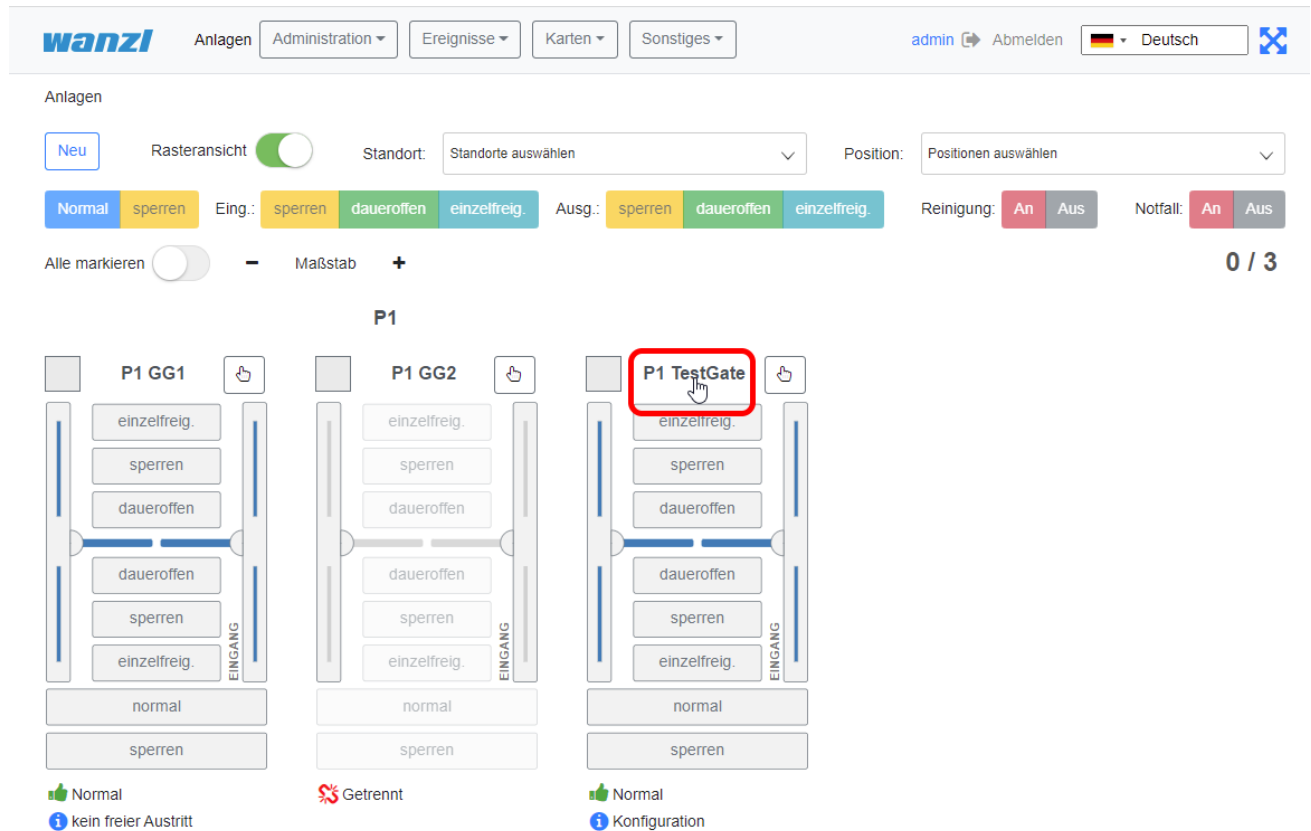 wanzl Anlagen Administration Ereignisse Karten Sonstiges admin Abmelden Deutsch
Anlagen
Neu Rasteransicht Standort: Standorte auswählen Position: Positionen auswählen
Normal sperren Eing.: sperren daueroffen einzelfreig. Ausg.: sperren daueroffen einzelfreig. Reinigung: An Aus Notfall: An Aus
Alle markieren − Maßstab + 0 / 3
P1
P1 GG1
einzelfreig.
sperren
daueroffen
daueroffen
sperren
einzelfreig.
EINGANG
normal
sperren
Normal
kein freier Austritt
P1 GG2
einzelfreig.
sperren
daueroffen
daueroffen
sperren
einzelfreig.
EINGANG
normal
sperren
Getrennt
P1 TestGate
einzelfreig.
sperren
daueroffen
daueroffen
sperren
einzelfreig.
EINGANG
normal
sperren
Normal
Konfiguration